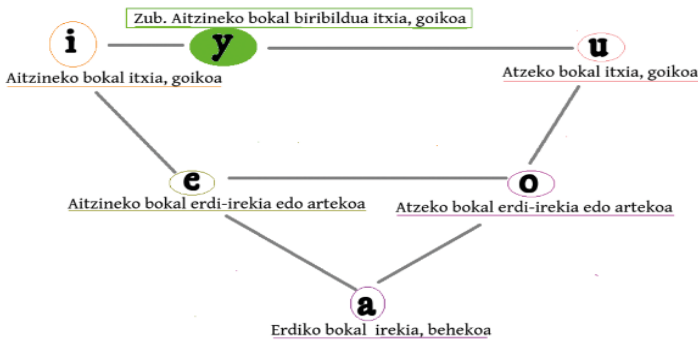 Zub. Aitzineko bokal biribildua itxia, goikoa
i
y
u
Aitzineko bokal itxia, goikoa
Atzeko bokal itxia, goikoa
e
o
Aitzineko bokal erdi-irekia edo artekoa
Atzeko bokal erdi-irekia edo artekoa
a
Erdiko bokal irekia, behekoa